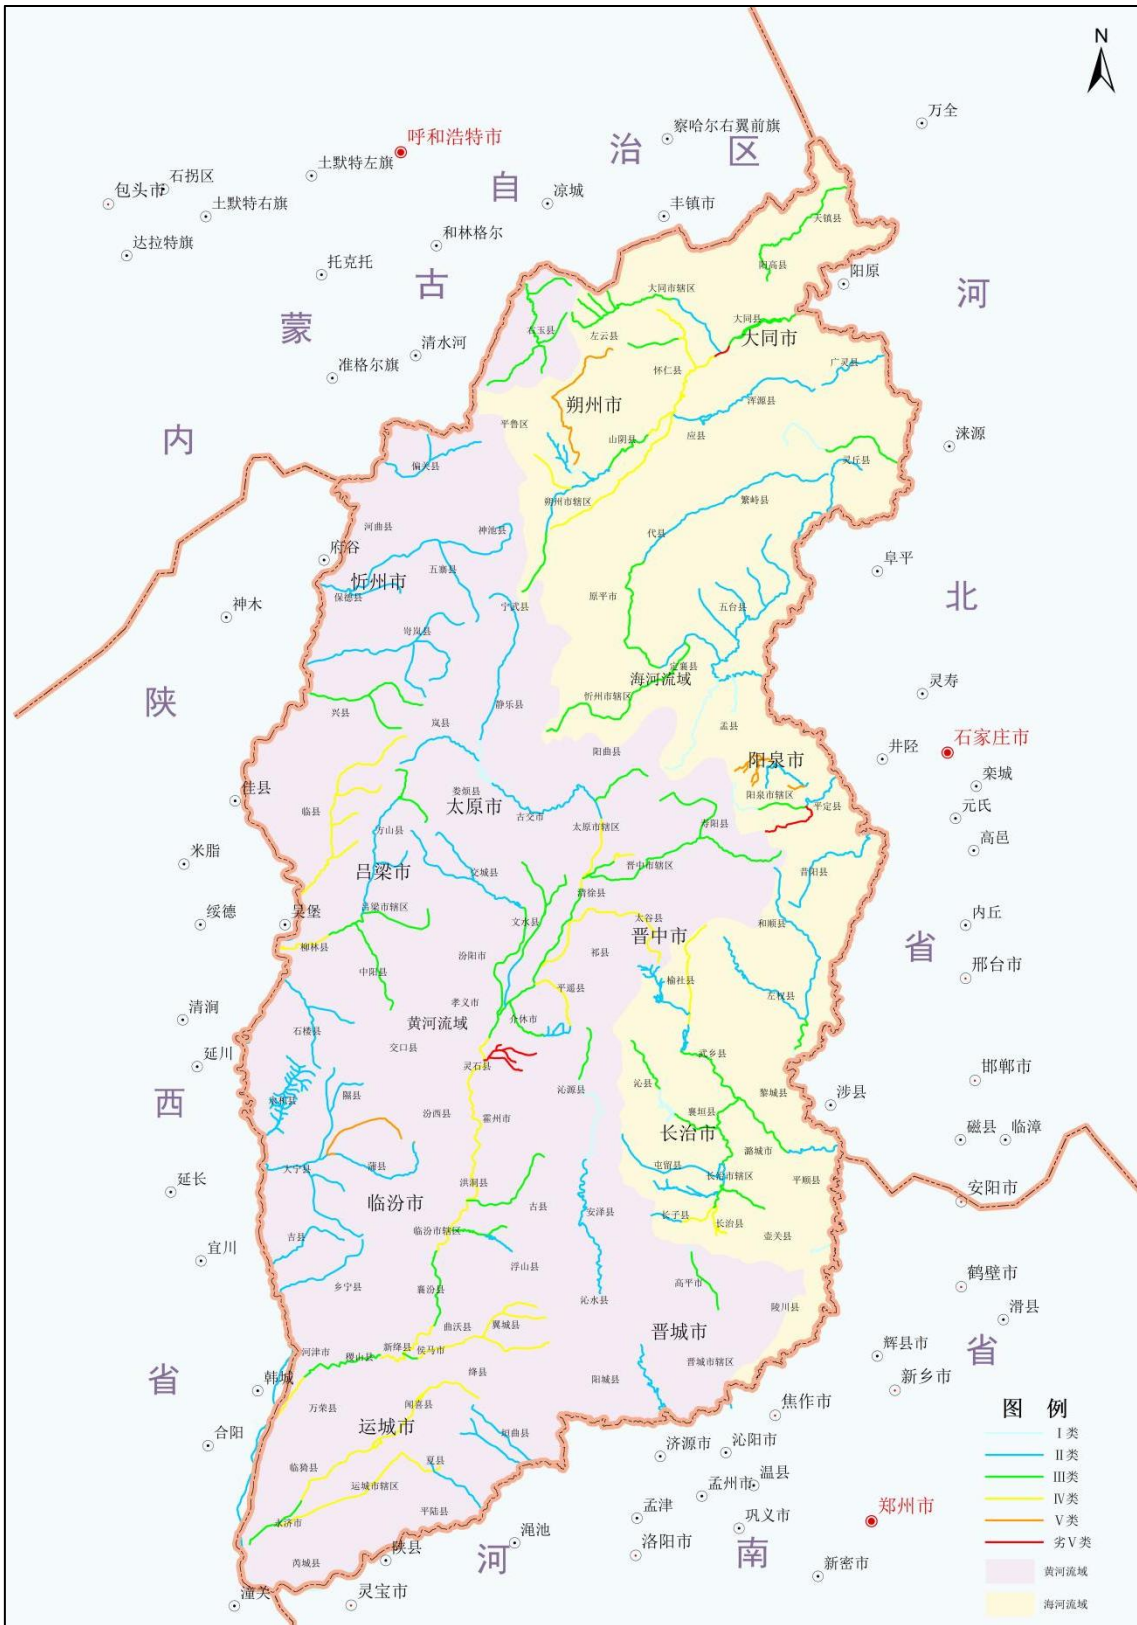 N
万全
察哈尔右翼前旗
呼和浩特市
治
区
土默特左旗
石拐区
包头市
自
凉城
土默特右旗
丰镇市
天镇县
和林格尔
达拉特旗
阳高县
托克托
阳原
古
大同市辖区
河
蒙
大同县
右玉县
左云县
大同市
清水河
广灵县
准格尔旗
怀仁县
朔州市
浑源县
平鲁区
内
山阴县
应县
涞源
偏关县
灵丘县
朔州市辖区
繁峙县
河曲县
神池县
代县
府谷
五寨县
阜平
忻州市
保德县
原平市
宁武县
五台县
北
神木
岢岚县
定襄县
海河流域
灵寿
陕
忻州市辖区
静乐县
兴县
岚县
盂县
石家庄市
阳曲县
阳泉市
井陉
栾城
娄烦县
阳泉市辖区
佳县
太原市
平定县
临县
古交市
元氏
太原市辖区
寿阳县
方山县
高邑
米脂
吕梁市
交城县
晋中市辖区
昔阳县
清徐县
吕梁市辖区
绥德
吴堡
文水县
太谷县
和顺县
内丘
晋中市
省
柳林县
汾阳市
祁县
中阳县
榆社县
邢台市
平遥县
左权县
孝义市
清涧
黄河流域
介休市
石楼县
交口县
武乡县
延川
灵石县
邯郸市
沁县
沁源县
黎城县
西
永和县
隰县
涉县
汾西县
襄垣县
霍州市
长治市
磁县
临漳
潞城市
大宁县
蒲县
屯留县
长治市辖区
平顺县
延长
洪洞县
临汾市
古县
安泽县
安阳市
长子县
长治县
吉县
临汾市辖区
壶关县
宜川
浮山县
高平市
乡宁县
襄汾县
鹤壁市
沁水县
陵川县
滑县
曲沃县
翼城县
晋城市
新绛县
侯马市
河津市
稷山县
辉县市
省
晋城市辖区
省
绛县
韩城
阳城县
新乡市
万荣县
闻喜县
焦作市
图 例
运城市
垣曲县
Ⅰ类
合阳
济源市
沁阳市
Ⅱ类
夏县
临猗县
温县
Ⅲ类
运城市辖区
孟州市
Ⅳ类
平陆县
孟津
郑州市
永济市
巩义市
Ⅴ类
渑池
劣Ⅴ类
陕县
河
洛阳市
南
芮城县
黄河流域
新密市
潼关
灵宝市
海河流域